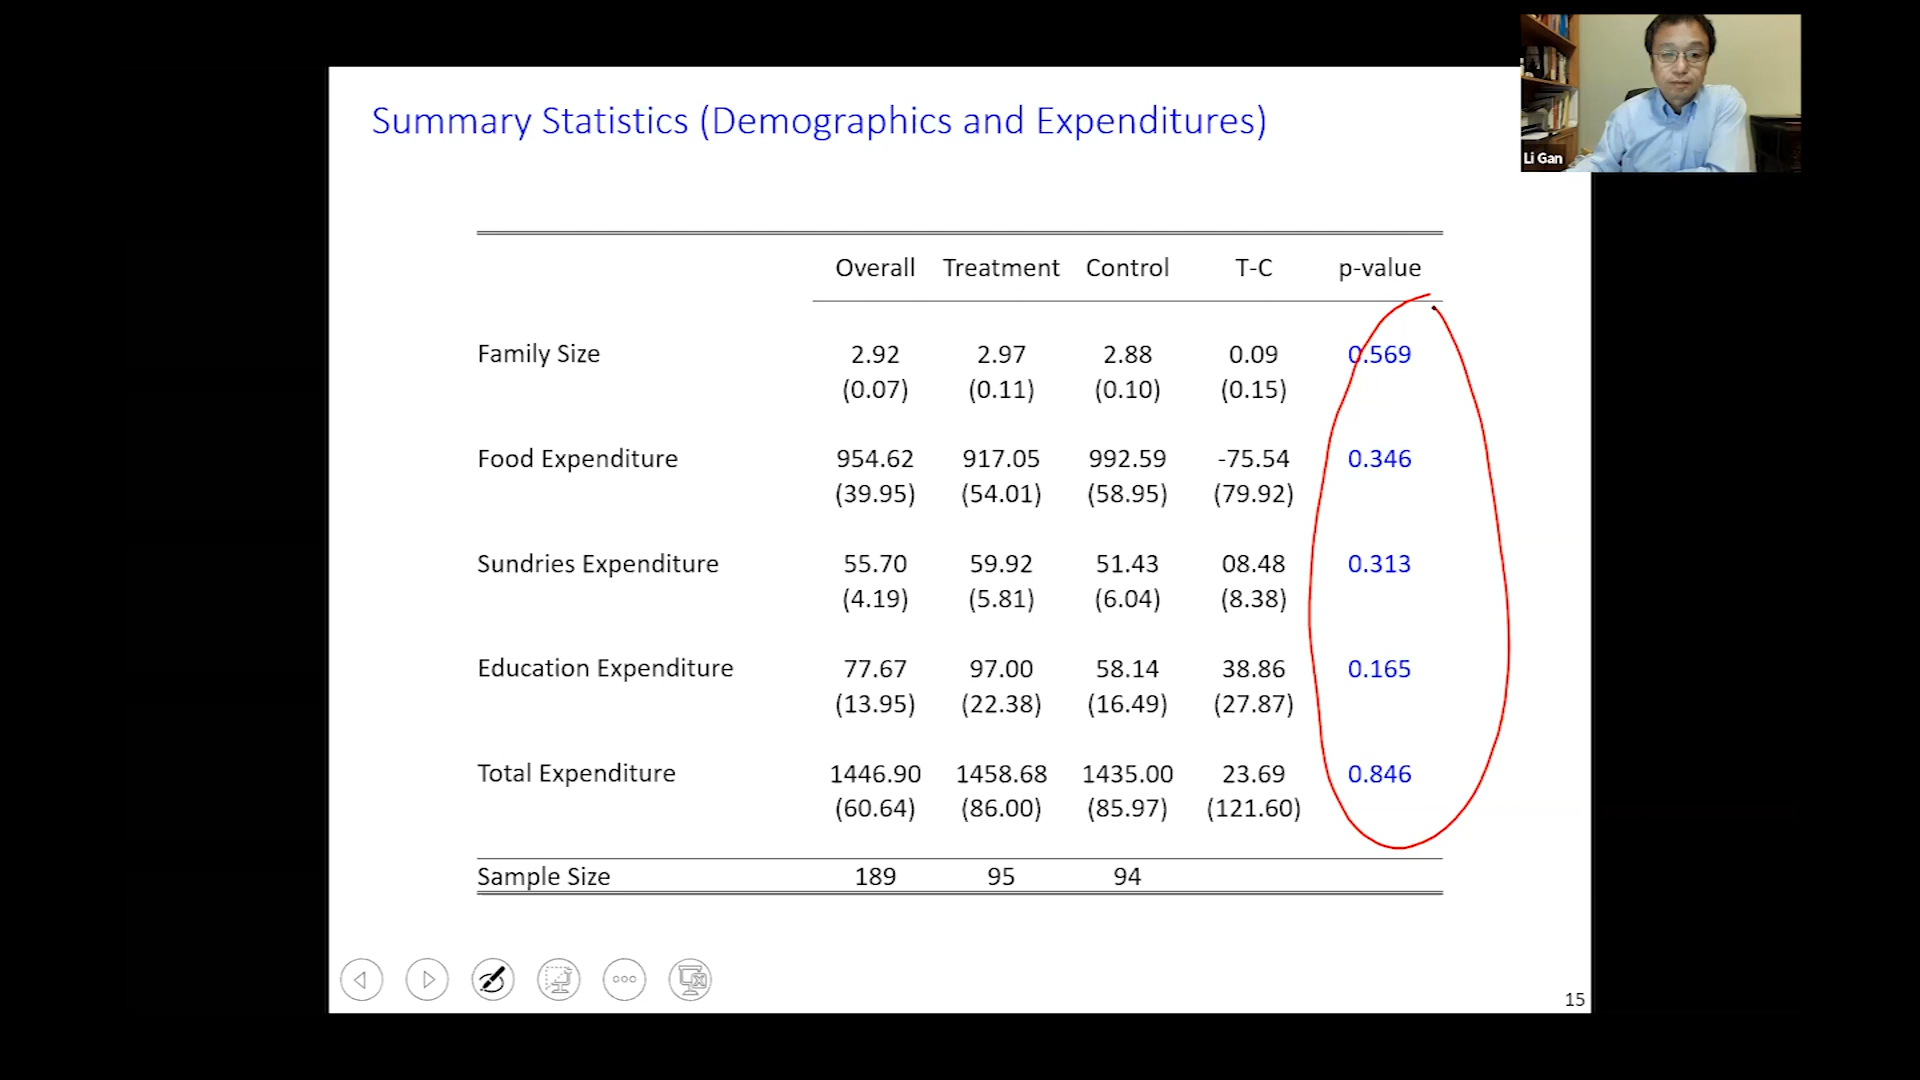 Summary Statistics (Demographics and Expenditures)
Li Gan
Overall Treatment Control T-C p-value
Family Size 2.92 2.97 2.88 0.09 0.569
(0.07) (0.11) (0.10) (0.15)
Food Expenditure 954.62 917.05 992.59 -75.54 0.346
(39.95) (54.01) (58.95) (79.92)
Sundries Expenditure 55.70 59.92 51.43 08.48 0.313
(4.19) (5.81) (6.04) (8.38)
Education Expenditure 77.67 97.00 58.14 38.86 0.165
(13.95) (22.38) (16.49) (27.87)
Total Expenditure 1446.90 1458.68 1435.00 23.69 0.846
(60.64) (86.00) (85.97) (121.60)
Sample Size 189 95 94
15